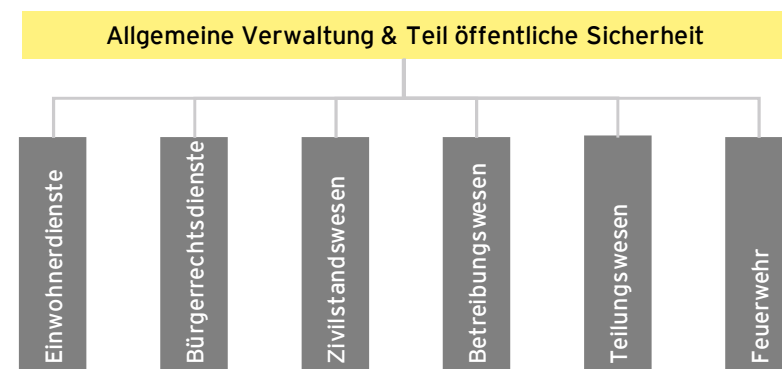 Allgemeine Verwaltung & Teil öffentliche Sicherheit
Einwohnerdienste
Bürgerrechtsdienste
Zivilstandswesen
Betreibungswesen
Teilungswesen
Feuerwehr